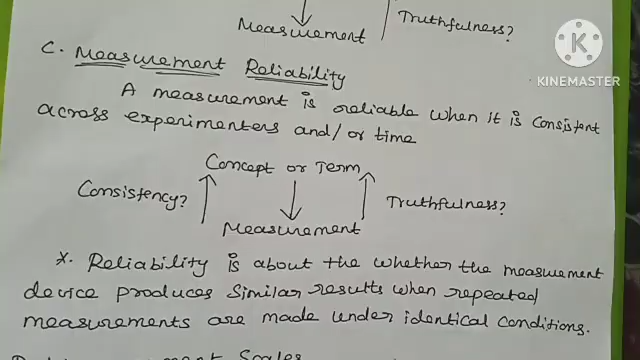 Measurement
Truthfulness?
KINEMASTER
C. Measurement Reliability
A measurement is reliable when it is consistent
across experimenters and/or time
Concept or Term
Consistency?
Truthfulness?
Measurement
*. Reliability is about the whether the measument
device produces similar results when repeated
measurements are made under identical conditions.
Scales